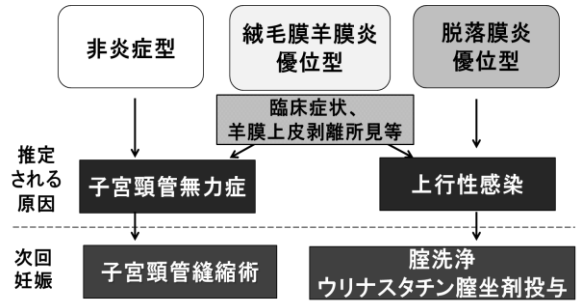 非炎症型
絨毛膜羊膜炎
優位型
脱落膜炎
優位型
臨床症状、
羊膜上皮剥離所見等
推定
される
原因
子宮頸管無力症
上行性感染
次回
妊娠
子宮頸管縫縮術
腟洗浄
ウリナスタチン腟坐剤投与